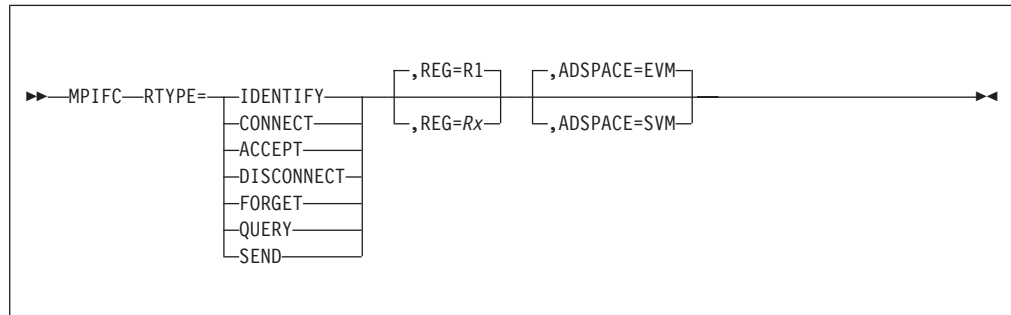 ,REG=R1 ,ADSPACE=EVM
MPIFC RTYPE= IDENTIFY
CONNECT ,REG=Rx ,ADSPACE=SVM
ACCEPT
DISCONNECT
FORGET
QUERY
SEND